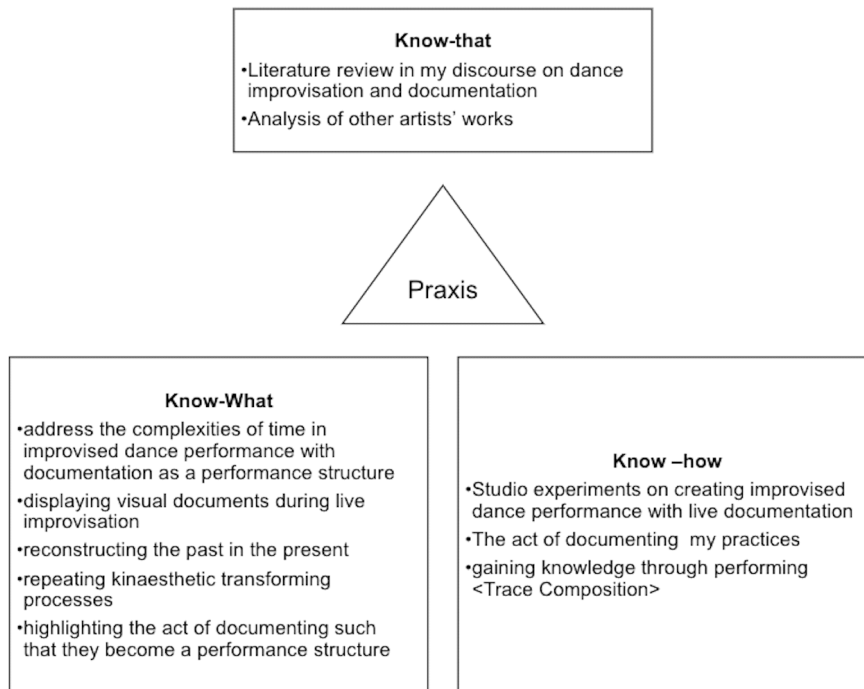 Know-that
•Literature review in my discourse on dance
improvisation and documentation
•Analysis of other artists' works
Praxis
Know-What
•address the complexities of time in
improvised dance performance with
documentation as a performance structure
•displaying visual documents during live
improvisation
•reconstructing the past in the present
•repeating kinaesthetic transforming
processes
•highlighting the act of documenting such
that they become a performance structure
Know –how
•Studio experiments on creating improvised
dance performance with live documentation
•The act of documenting  my practices
•gaining knowledge through performing
<Trace Composition>